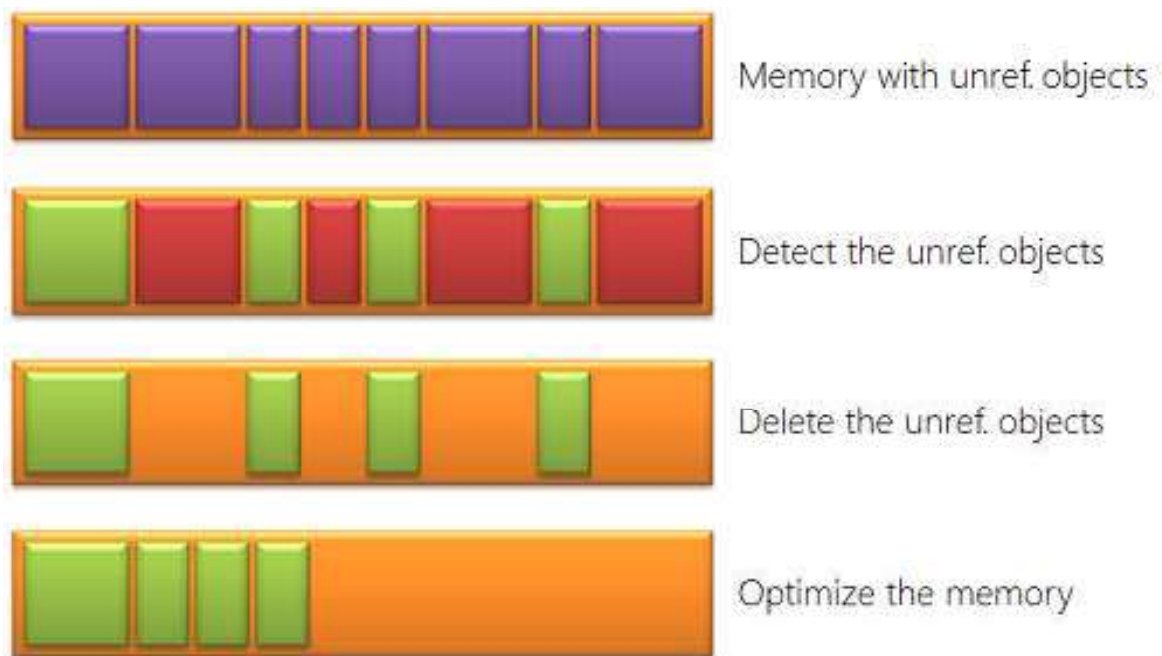 Memory with unref. objects
Detect the unref. objects
Delete the unref. objects
Optimize the memory